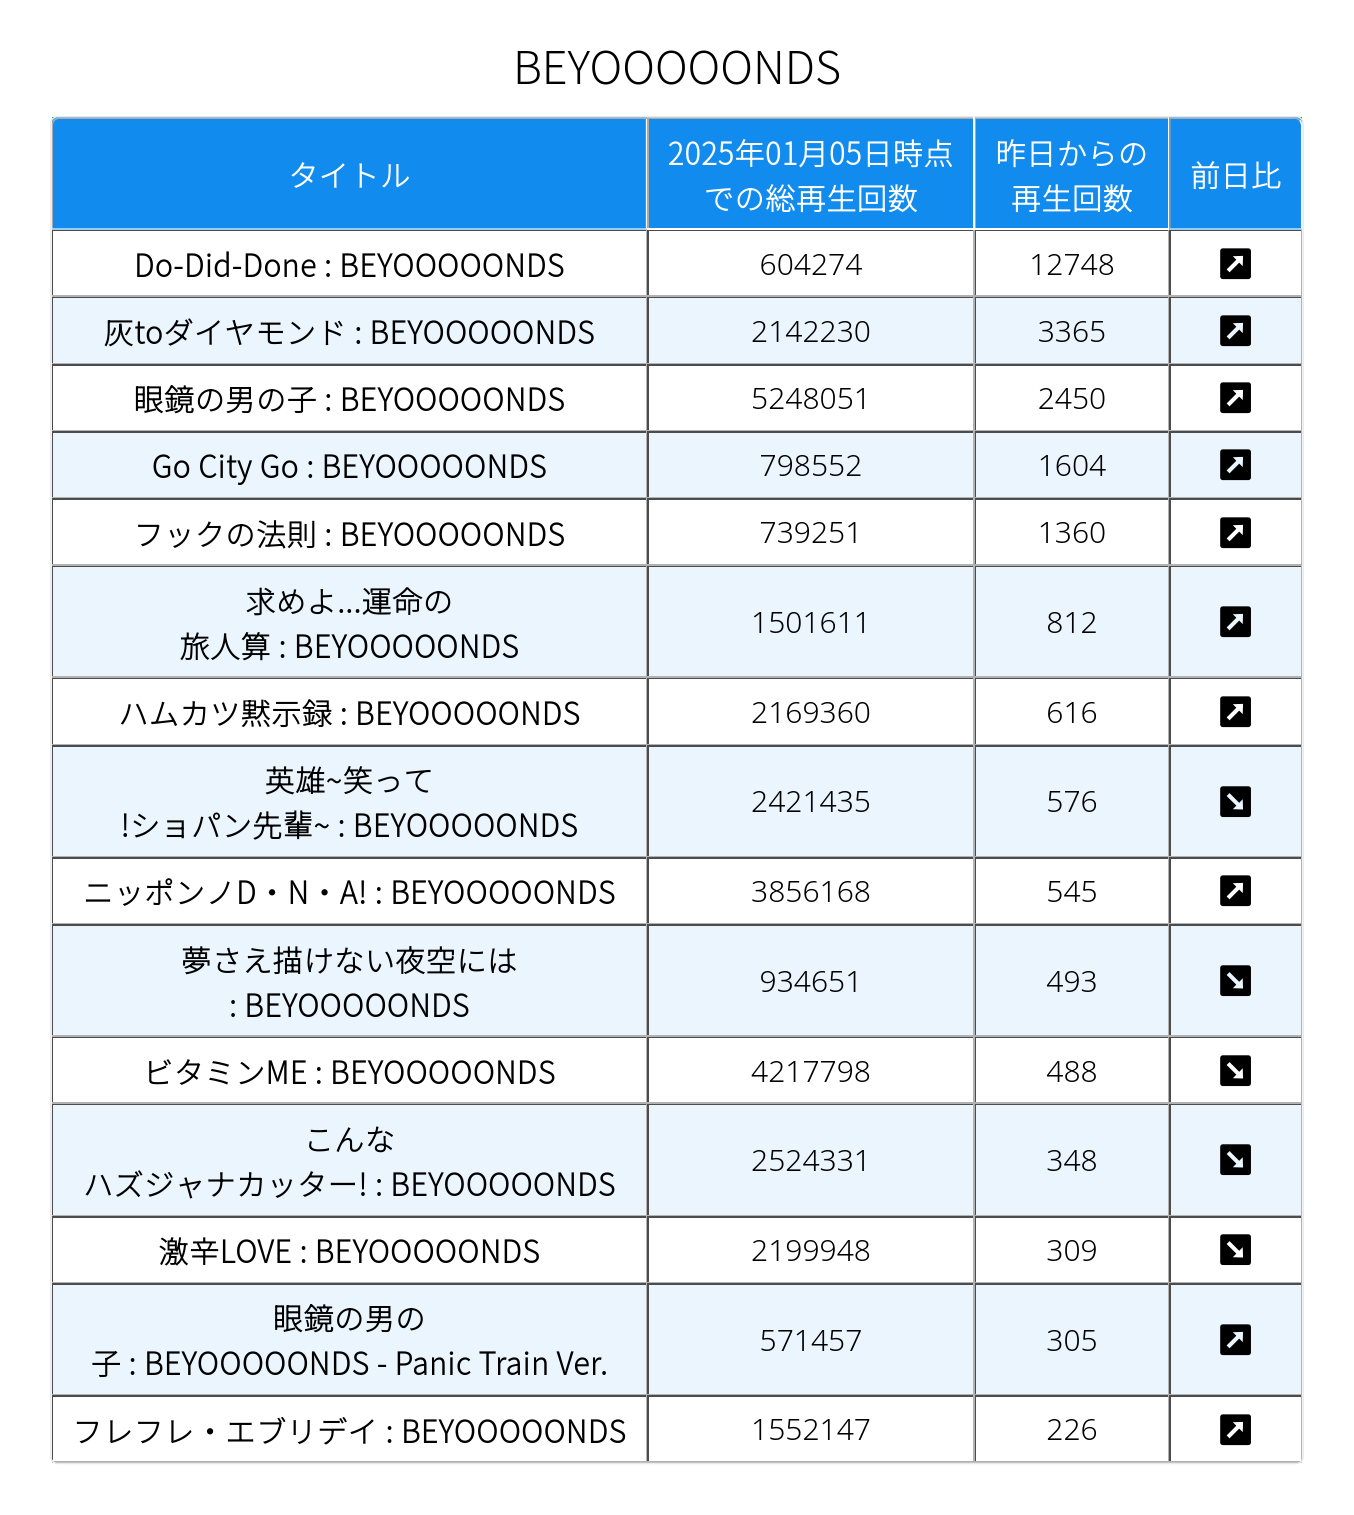 BEYOOOOONDS
タイトル
2025年01月05日時点
での総再生回数
昨日からの
再生回数
前日比
Do-Did-Done : BEYOOOOONDS 604274 12748
灰toダイヤモンド : BEYOOOOONDS 2142230 3365
眼鏡の男の子 : BEYOOOOONDS 5248051 2450
Go City Go : BEYOOOOONDS 798552 1604
フックの法則 : BEYOOOOONDS 739251 1360
求めよ...運命の
旅人算 : BEYOOOOONDS 1501611 812
ハムカツ黙示録 : BEYOOOOONDS 2169360 616
英雄~笑って
!ショパン先輩~ : BEYOOOOONDS 2421435 576
ニッポンノD・N・A! : BEYOOOOONDS 3856168 545
夢さえ描けない夜空には
: BEYOOOOONDS 934651 493
ビタミンME : BEYOOOOONDS 4217798 488
こんな
ハズジャナカッター! : BEYOOOOONDS 2524331 348
激辛LOVE : BEYOOOOONDS 2199948 309
眼鏡の男の
子 : BEYOOOOONDS - Panic Train Ver. 571457 305
フレフレ・エブリデイ : BEYOOOOONDS 1552147 226